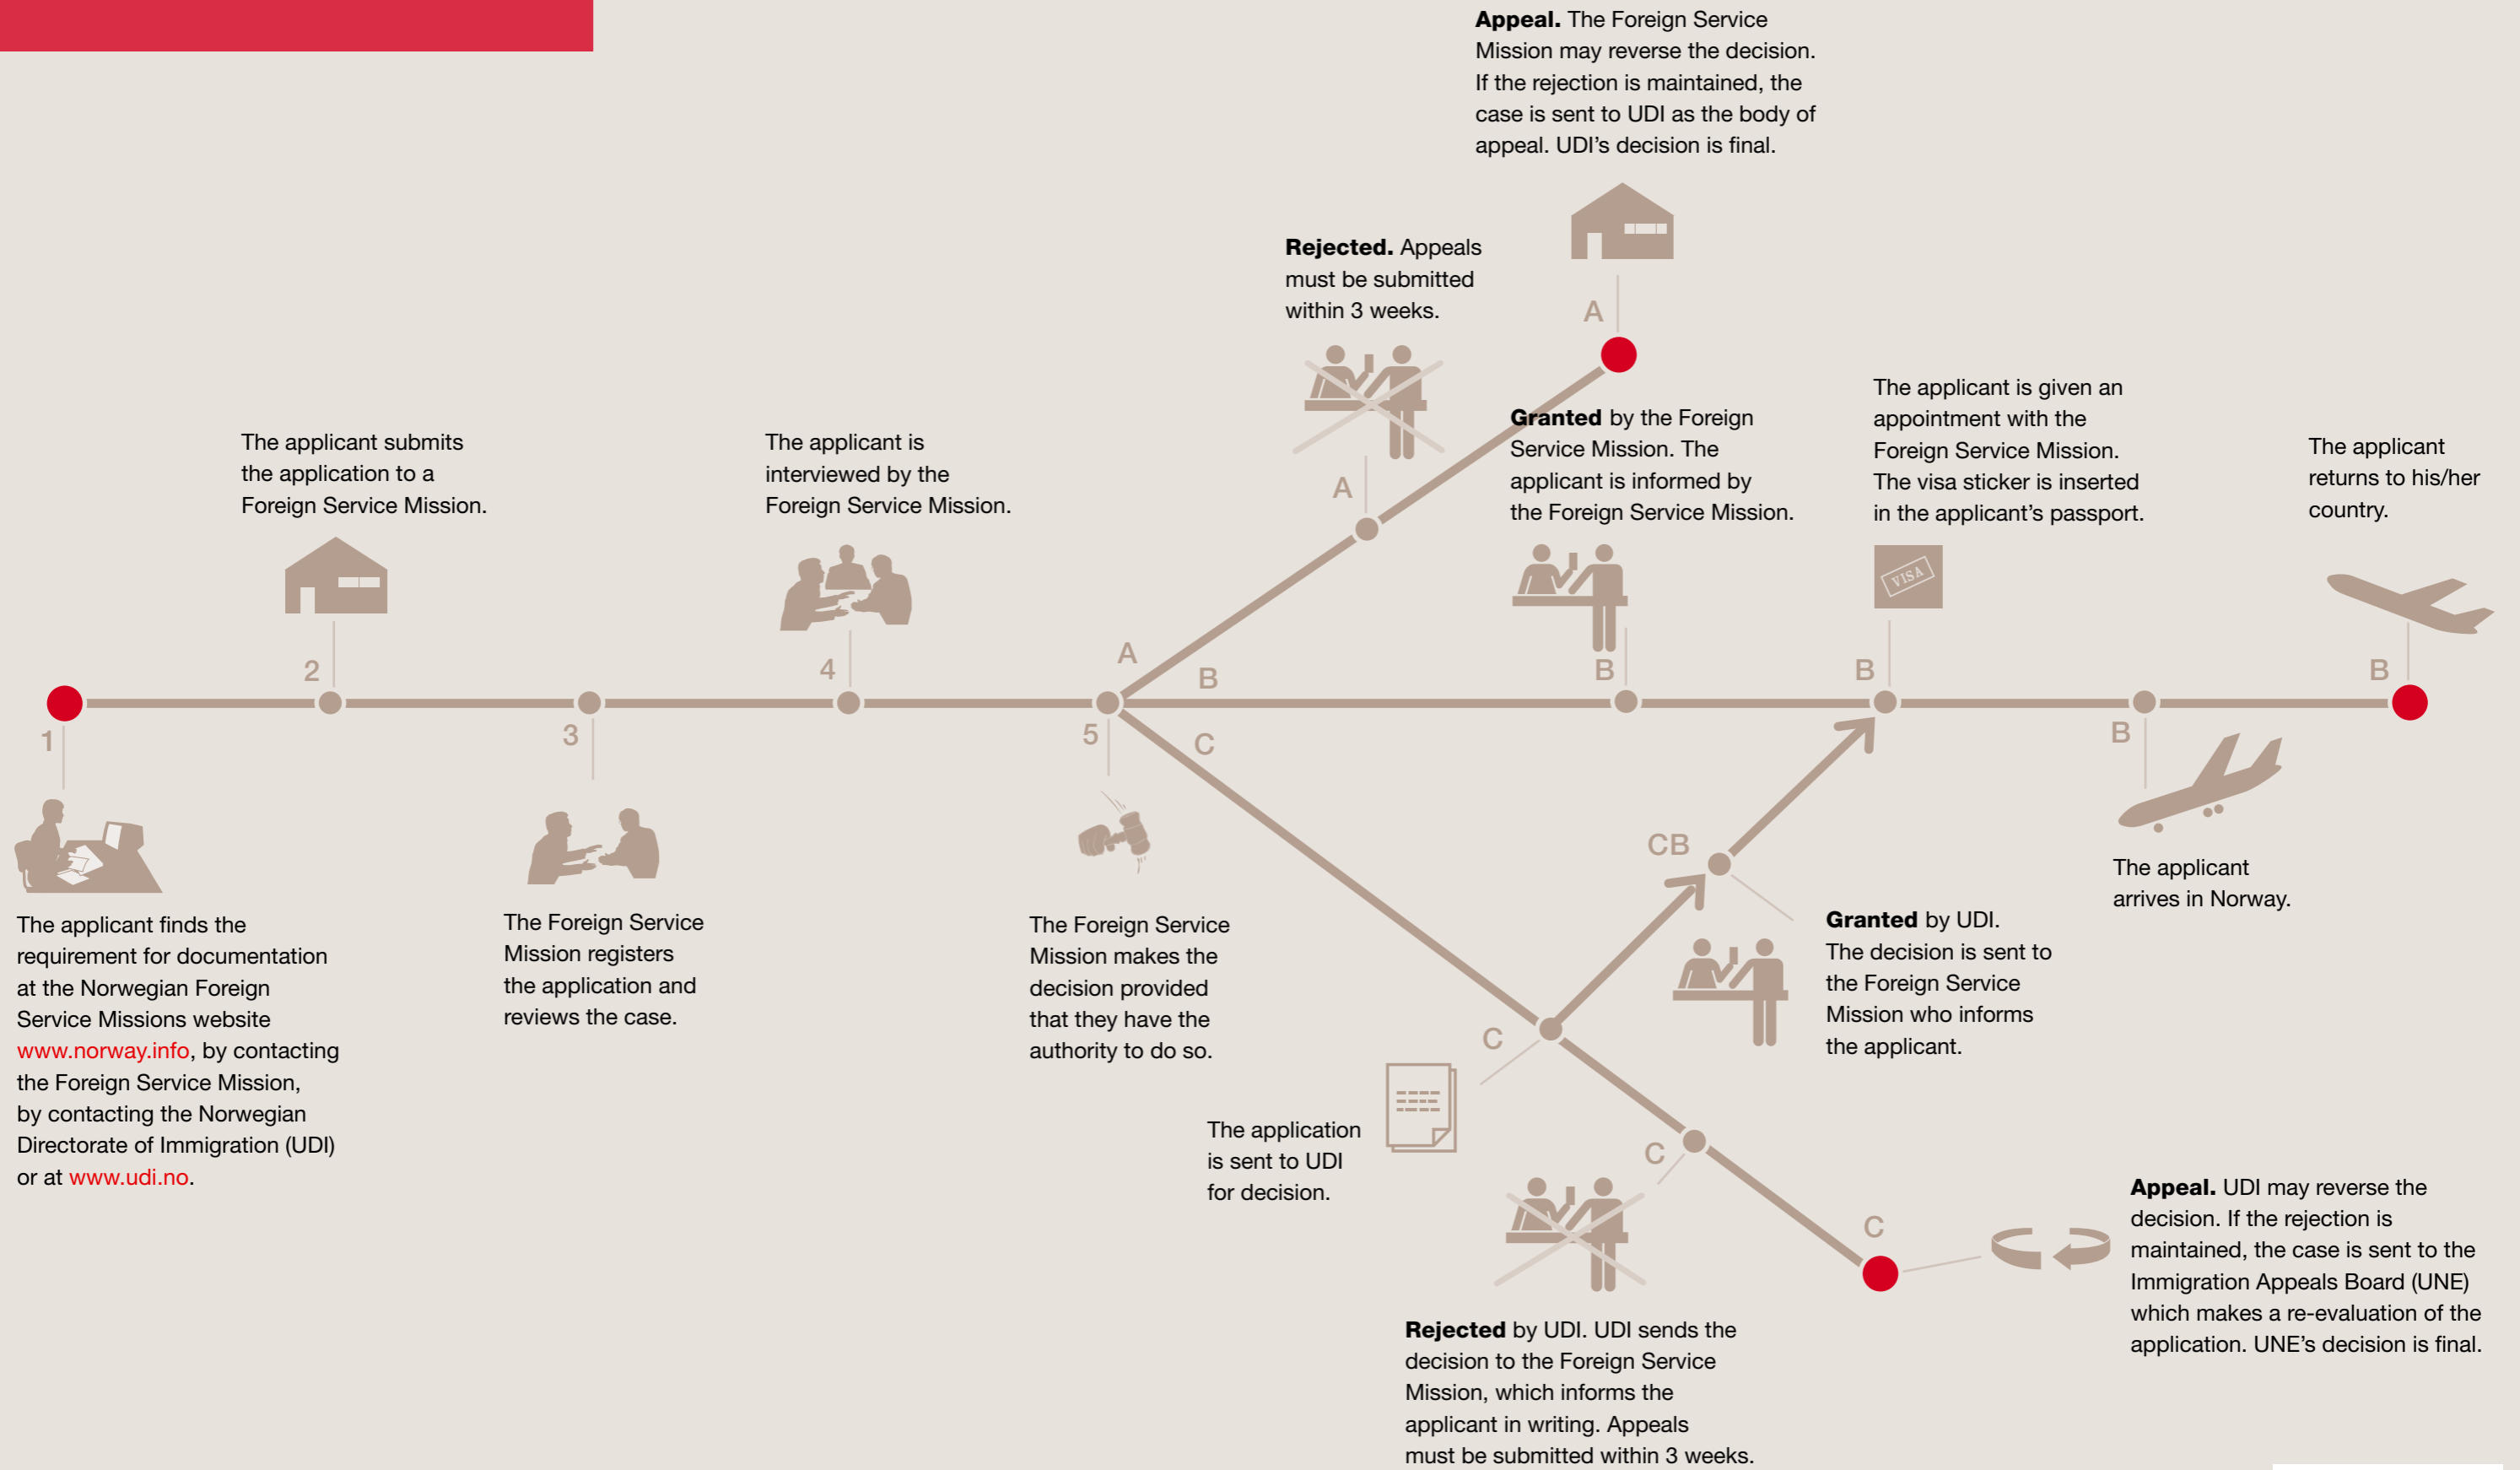 1
The applicant finds the
requirement for documentation
at the Norwegian Foreign
Service Missions website
www.norway.info, by contacting
the Foreign Service Mission,
by contacting the Norwegian
Directorate of Immigration (UDI)
or at www.udi.no.
The applicant submits
the application to a
Foreign Service Mission.
2
3
The Foreign Service
Mission registers
the application and
reviews the case.
The applicant is
interviewed by the
Foreign Service Mission.
4
5
The Foreign Service
Mission makes the
decision provided
that they have the
authority to do so.
A
B
C
Rejected. Appeals
must be submitted
within 3 weeks.
A
Appeal. The Foreign Service
Mission may reverse the decision.
If the rejection is maintained, the
case is sent to UDI as the body of
appeal. UDI’s decision is final.
A
Granted by the Foreign
Service Mission. The
applicant is informed by
the Foreign Service Mission.
B
The applicant is given an
appointment with the
Foreign Service Mission.
The visa sticker is inserted
in the applicant’s passport.
VISA
B
B
The applicant
arrives in Norway.
The applicant
returns to his/her
country.
B
C
The application
is sent to UDI
for decision.
CB
Granted by UDI.
The decision is sent to
the Foreign Service
Mission who informs
the applicant.
C
Rejected by UDI. UDI sends the
decision to the Foreign Service
Mission, which informs the
applicant in writing. Appeals
must be submitted within 3 weeks.
C
Appeal. UDI may reverse the
decision. If the rejection is
maintained, the case is sent to the
Immigration Appeals Board (UNE)
which makes a re-evaluation of the
application. UNE’s decision is final.